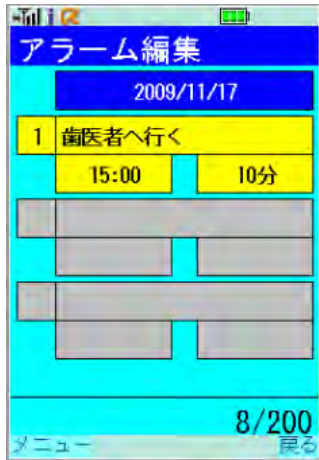 アラーム編集
2009/11/17
1 歯医者へ行く
15:00 10分
8/200
メニュー 戻る